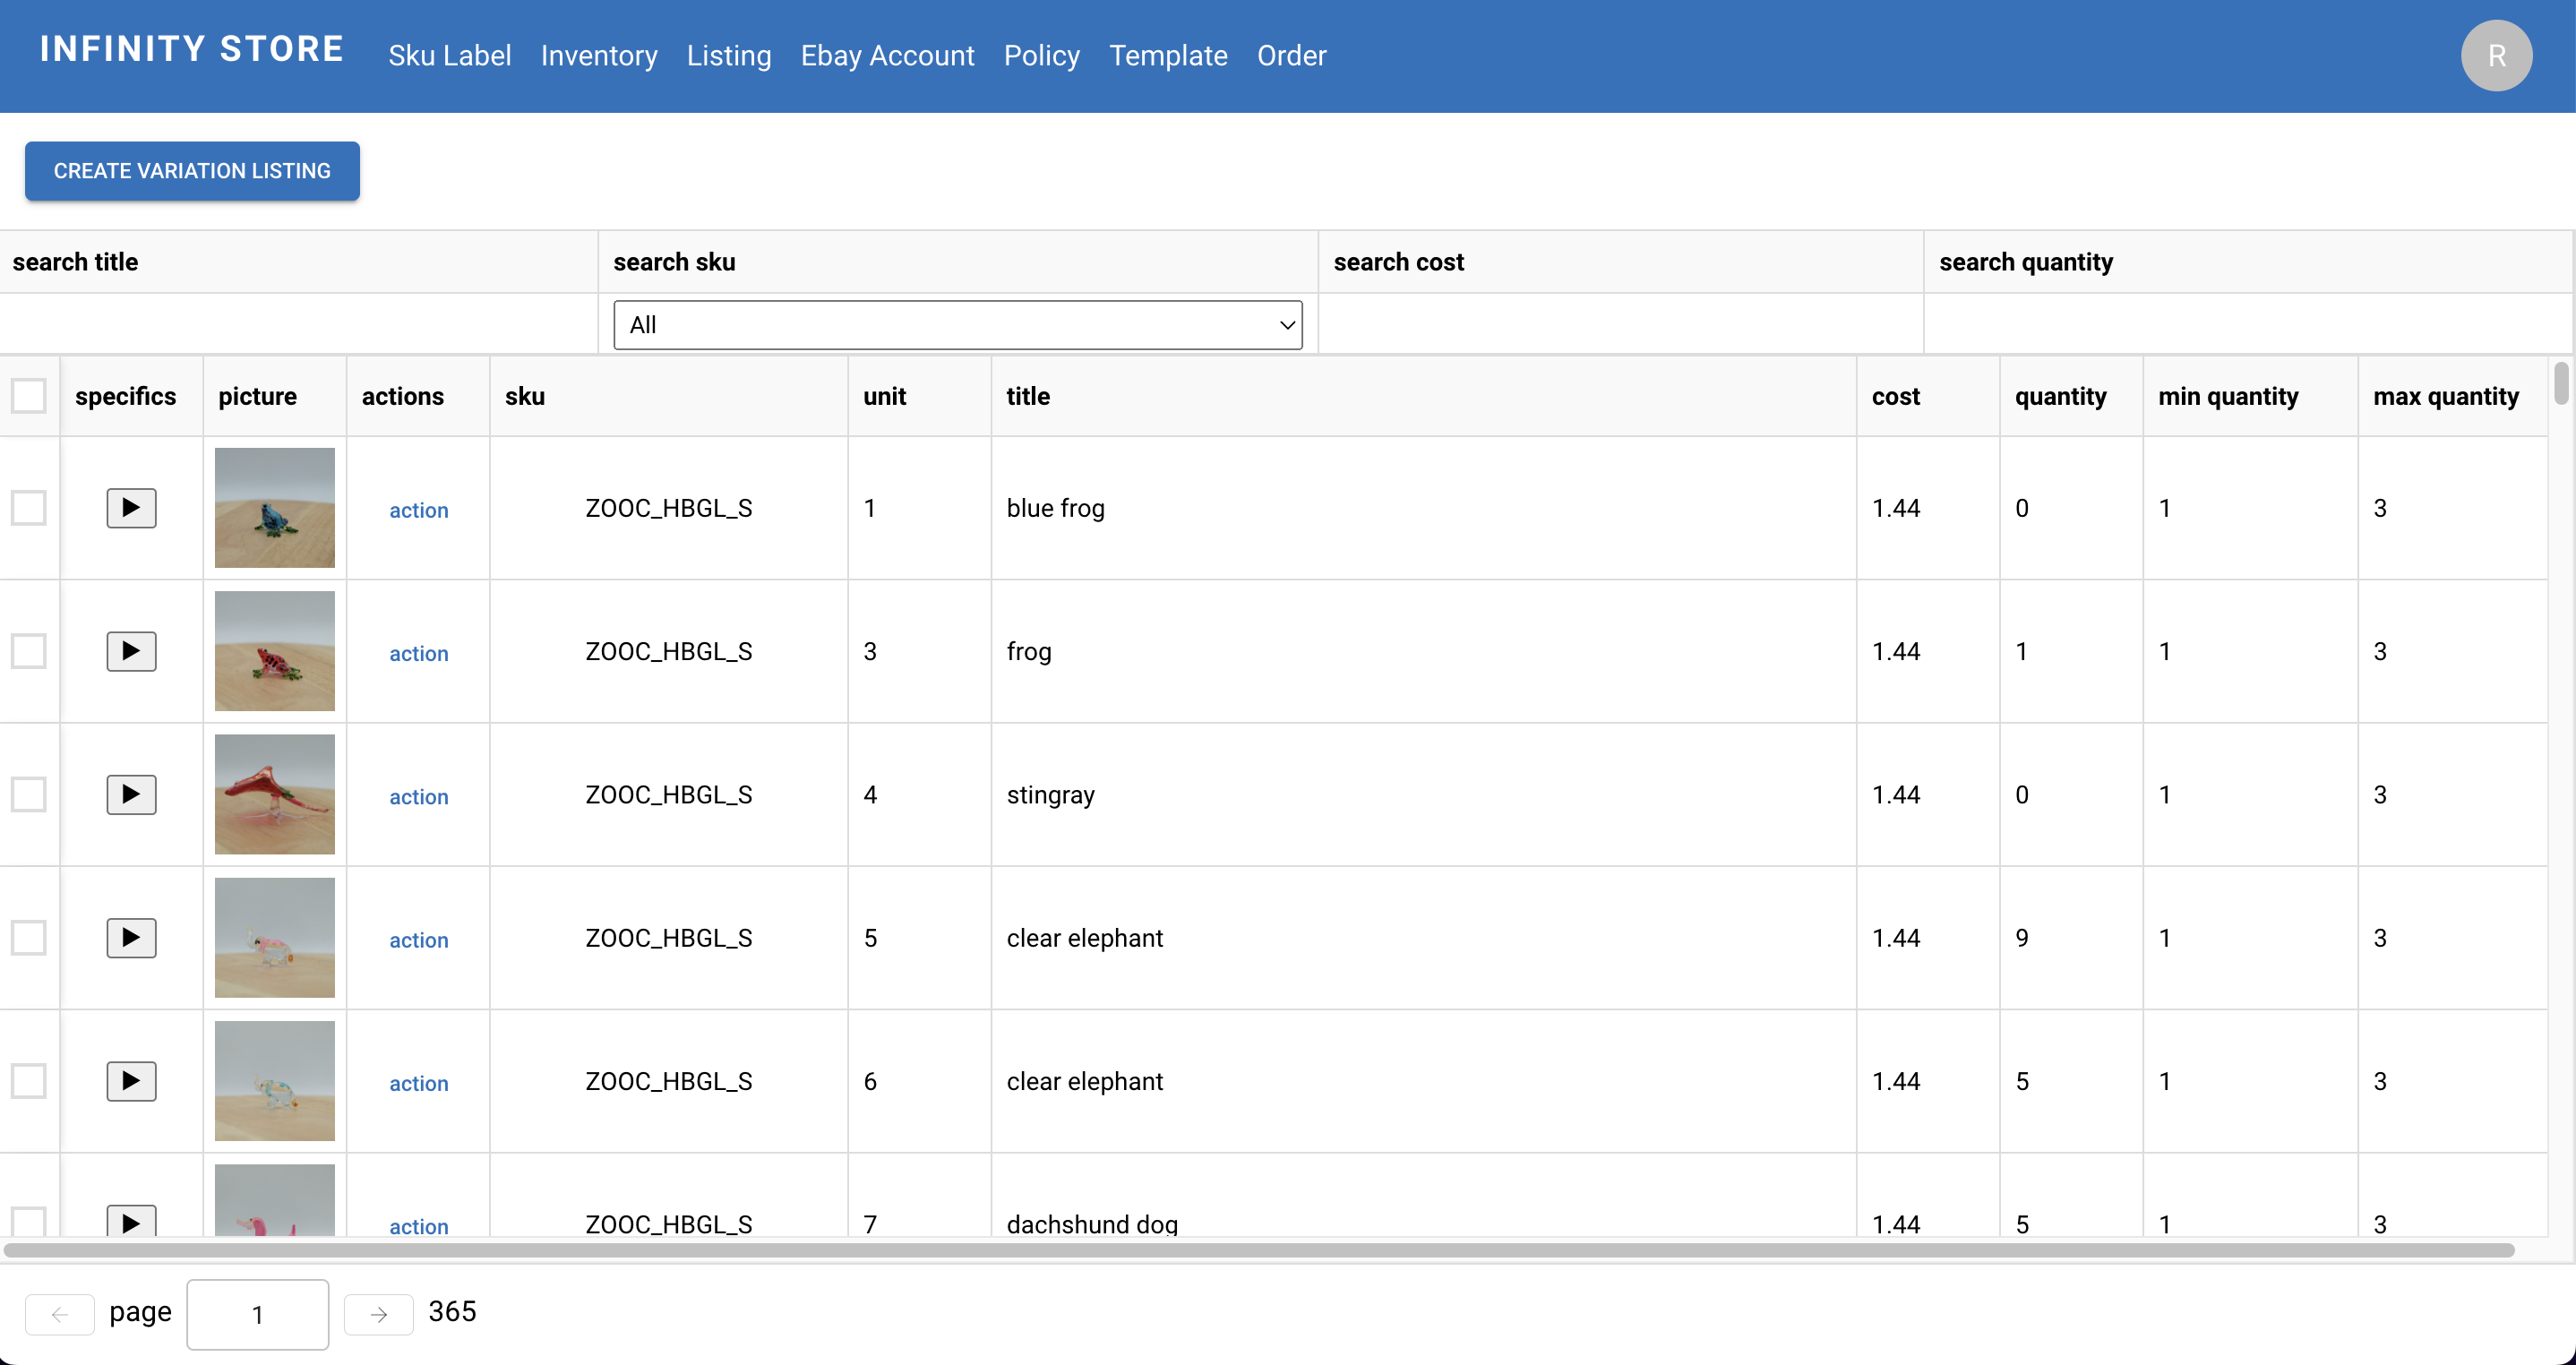 INFINITY STORE Sku Label Inventory Listing Ebay Account Policy Template Order R
CREATE VARIATION LISTING
search title search sku search cost search quantity
All
specifics picture actions sku unit title cost quantity min quantity max quantity
action ZOOC_HBGL_S 1 blue frog 1.44 0 1 3
action ZOOC_HBGL_S 3 frog 1.44 1 1 3
action ZOOC_HBGL_S 4 stingray 1.44 0 1 3
action ZOOC_HBGL_S 5 clear elephant 1.44 9 1 3
action ZOOC_HBGL_S 6 clear elephant 1.44 5 1 3
action ZOOC_HBGL_S 7 dachshund dog 1.44 5 1 3
page 1 365